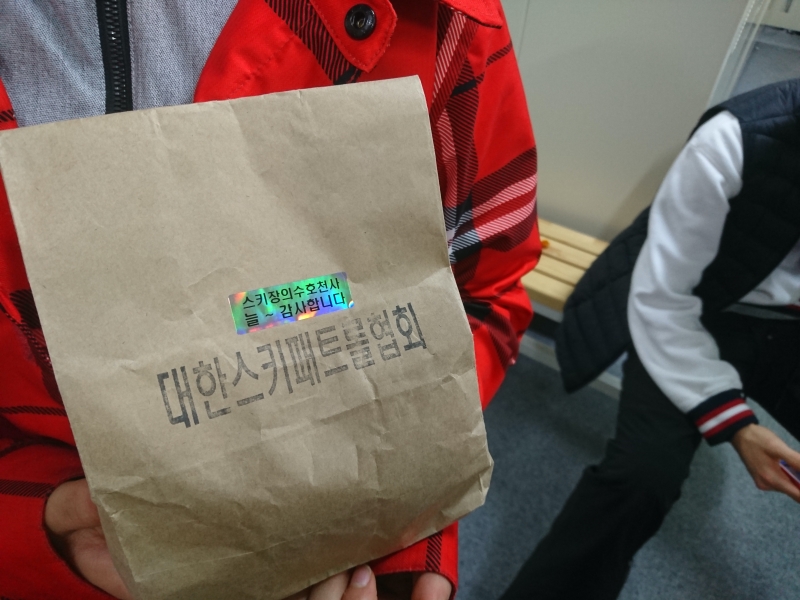 스키장의수호천사
늘 ~ 감사합니다
대한스키패트롤협회